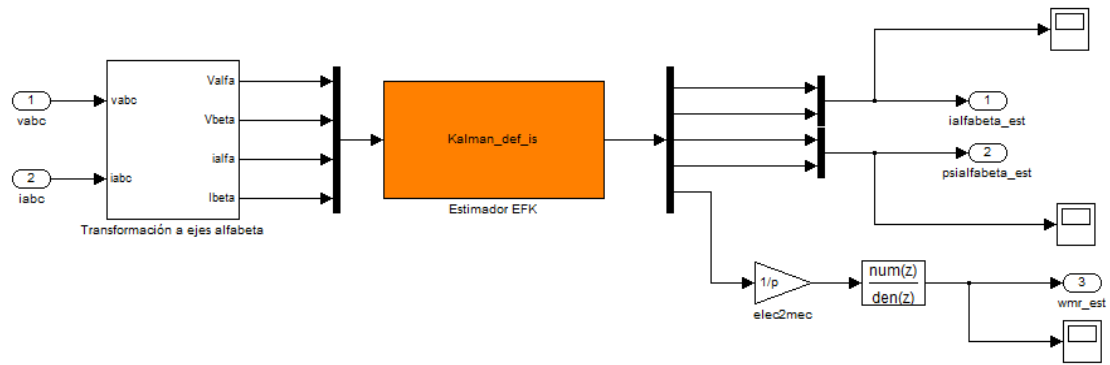 1
vabc
2
iabc
vabc
iabc
Valfa
Vbeta
ialfa
Ibeta
Transformación a ejes alfabeta
Kalman_def_is
Estimador EFK
1
ialfabeta_est
2
psialfabeta_est
1/p
elec2mec
num(z)
den(z)
3
wmr_est